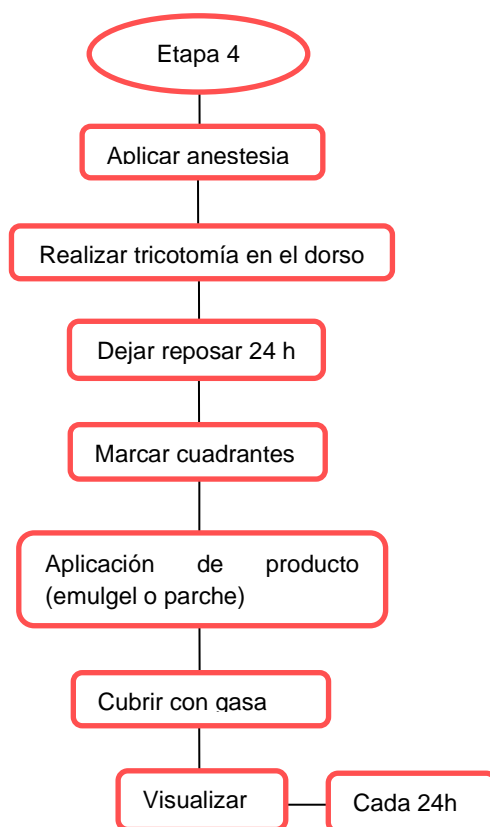 Etapa 4
Aplicar anestesia
Realizar tricotomía en el dorso
Dejar reposar 24 h
Marcar cuadrantes
Aplicación de producto
(emulgel o parche)
Cubrir con gasa
Visualizar
Cada 24h